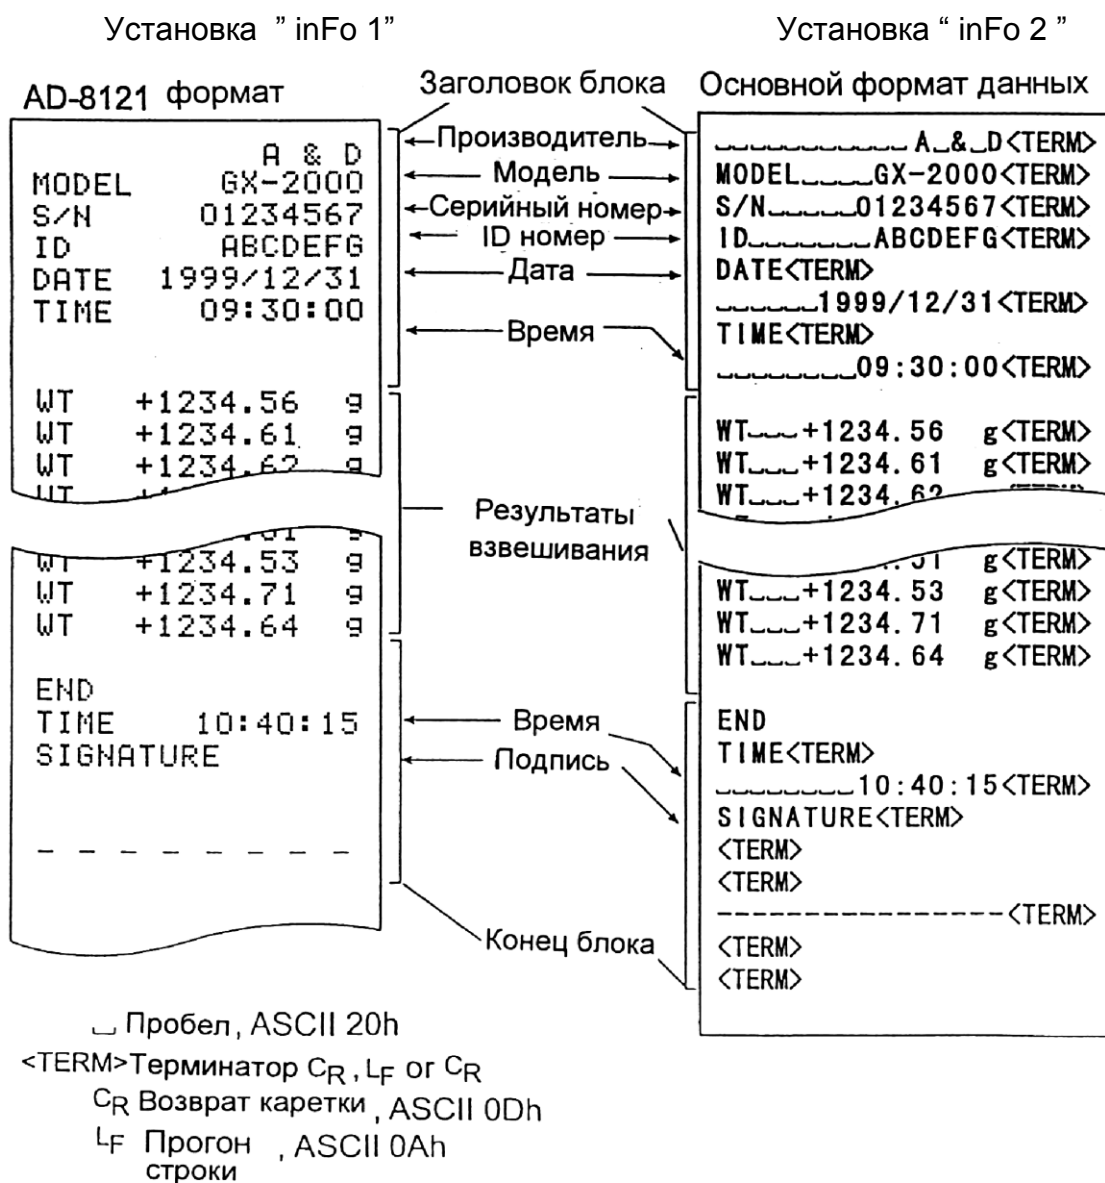 Установка ” inFo 1”
Установка “ inFo 2 ”
AD-8121 формат
Заголовок блока
Основной формат данных
A & D
MODEL GX-2000
S/N 01234567
ID ABCDEFG
DATE 1999/12/31
TIME 09:30:00
WT +1234.56 g
WT +1234.61 g
WT +1234.62 g
WT +1234.53 g
WT +1234.71 g
WT +1234.64 g
END
TIME 10:40:15
SIGNATURE
_ _ _ _ _ _ _ _ _ _
Производитель
Модель
Серийный номер
ID номер
Дата
Время
Результаты
взвешивания
Время
Подпись
Конец блока
␣␣␣␣␣␣␣␣␣␣␣A␣&␣D<TERM>
MODEL␣␣␣␣GX-2000<TERM>
S/N␣␣␣␣␣01234567<TERM>
ID␣␣␣␣␣␣␣ABCDEFG<TERM>
DATE<TERM>
␣␣␣␣␣␣1999/12/31<TERM>
TIME<TERM>
␣␣␣␣␣␣␣␣09:30:00<TERM>
WT␣␣␣+1234.56 g<TERM>
WT␣␣␣+1234.61 g<TERM>
WT␣␣␣+1234.62
g<TERM>
WT␣␣␣+1234.53 g<TERM>
WT␣␣␣+1234.71 g<TERM>
WT␣␣␣+1234.64 g<TERM>
END
TIME<TERM>
␣␣␣␣␣␣␣␣10:40:15<TERM>
SIGNATURE<TERM>
<TERM>
<TERM>
----------------<TERM>
<TERM>
<TERM>
␣ Пробел, ASCII 20h
<TERM>Терминатор CR, LF or CR
CR Возврат каретки, ASCII 0Dh
LF Прогон , ASCII 0Ah
строки